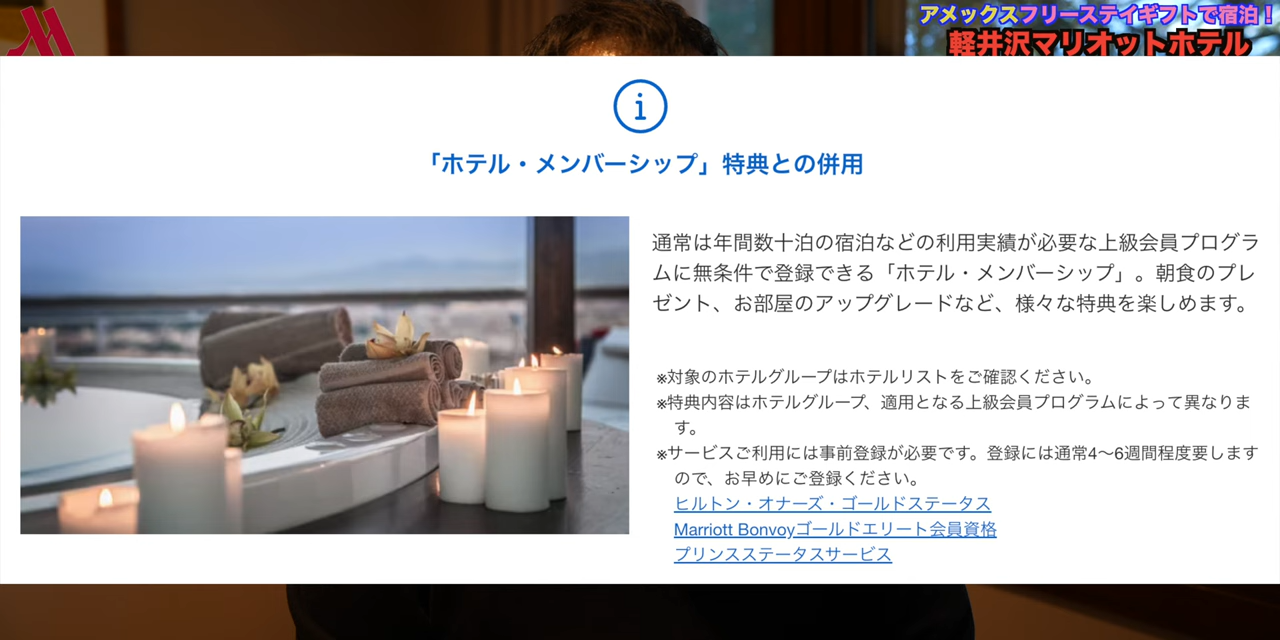 アメックスフリーステイギフトで宿泊！
軽井沢マリオットホテル
「ホテル・メンバーシップ」特典との併用
通常は年間数十泊の宿泊などの利用実績が必要な上級会員プログラ
ムに無条件で登録できる「ホテル・メンバーシップ」。朝食のプレ
ゼント、お部屋のアップグレードなど、様々な特典を楽しめます。
※対象のホテルグループはホテルリストをご確認ください。
※特典内容はホテルグループ、適用となる上級会員プログラムによって異なりま
す。
※サービスご利用には事前登録が必要です。登録には通常4〜6週間程度要します
ので、お早めにご登録ください。
ヒルトン・オナーズ・ゴールドステータス
Marriott Bonvoyゴールドエリート会員資格
プリンスステータスサービス